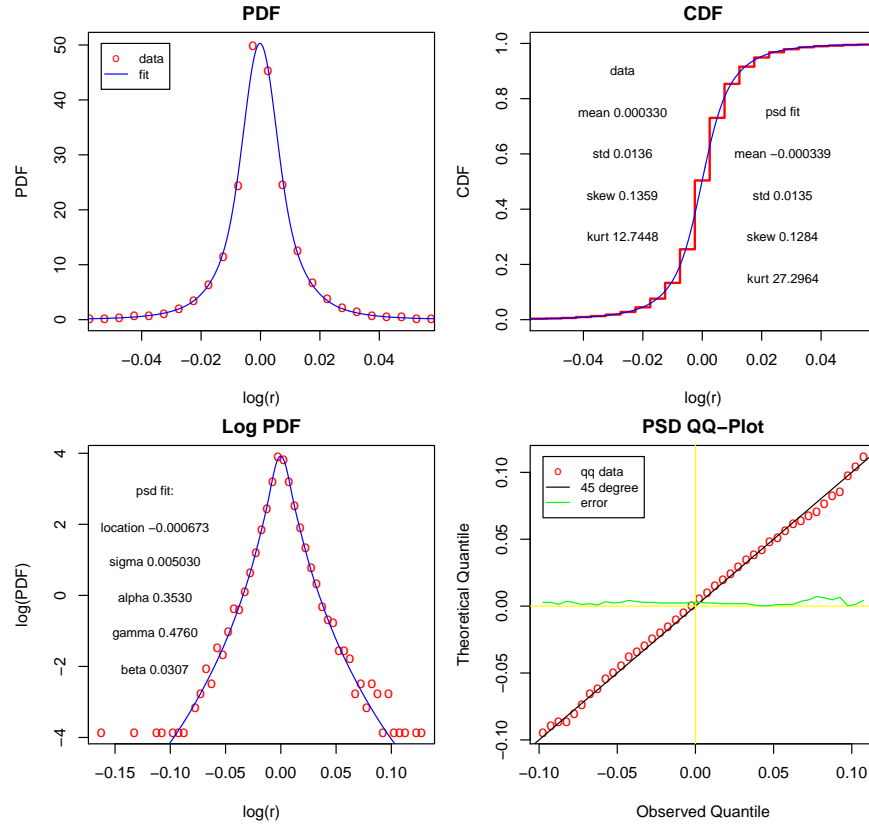 PDF
data
fit
50
40
30
20
10
0
PDF
−0.04
−0.02
0.00
0.02
0.04
log(r)
CDF
data
mean 0.000330
std 0.0136
skew 0.1359
kurt 12.7448
psd fit
mean −0.000339
std 0.0135
skew 0.1284
kurt 27.2964
1.0
0.8
0.6
0.4
0.2
0.0
CDF
−0.04
−0.02
0.00
0.02
0.04
log(r)
Log PDF
psd fit:
location −0.000673
sigma 0.005030
alpha 0.3530
gamma 0.4760
beta 0.0307
4
2
0
−2
−4
log(PDF)
−0.15
−0.10
−0.05
0.00
0.05
0.10
log(r)
PSD QQ−Plot
qq data
45 degree
error
0.10
0.05
0.00
−0.05
−0.10
Theoretical Quantile
−0.10
−0.05
0.00
0.05
0.10
Observed Quantile